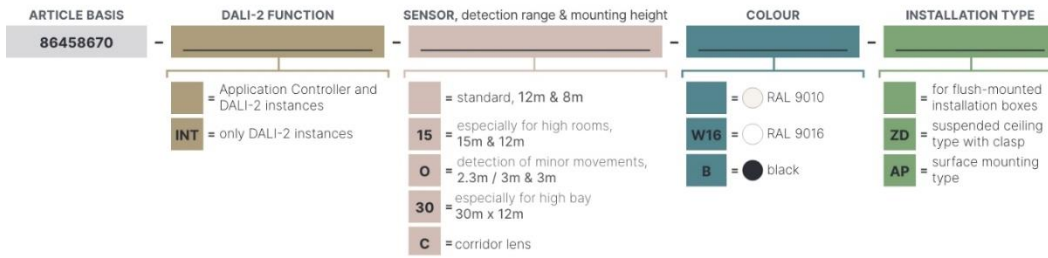 ARTICLE BASIS
86458670
-
DALI-2 FUNCTION
= Application Controller and
DALI-2 instances
INT = only DALI-2 instances
-
SENSOR, detection range & mounting height
= standard, 12m & 8m
15 = especially for high rooms,
15m & 12m
O = detection of minor movements,
2.3m / 3m & 3m
30 = especially for high bay
30m x 12m
C = corridor lens
-
COLOUR
= RAL 9010
W16 = RAL 9016
B = black
-
INSTALLATION TYPE
= for flush-mounted
installation boxes
ZD = suspended ceiling
type with clasp
AP = surface mounting
type